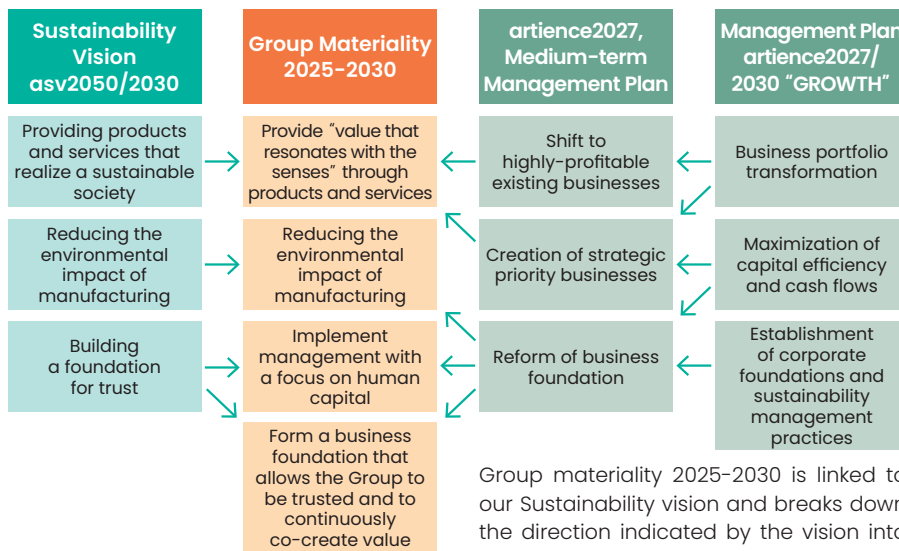 Sustainability
Vision
asv2050/2030
Group Materiality
2025-2030
artience2027,
Medium-term
Management Plan
Management Plan
artience2027/
2030 “GROWTH”
Providing products
and services that
realize a sustainable
society
Provide “value that
resonates with the
senses” through
products and services
Shift to
highly-profitable
existing businesses
Business portfolio
transformation
Reducing the
environmental
impact of
manufacturing
Reducing the
environmental
impact of
manufacturing
Creation of strategic
priority businesses
Maximization of
capital efficiency
and cash flows
Building
a foundation
for trust
Implement
management with
a focus on human
capital
Reform of business
foundation
Establishment
of corporate
foundations and
sustainability
management
practices
Form a business
foundation that
allows the Group to
be trusted and to
continuously
co-create value
Group materiality 2025-2030 is linked to
our Sustainability vision and breaks down
the direction indicated by the vision into